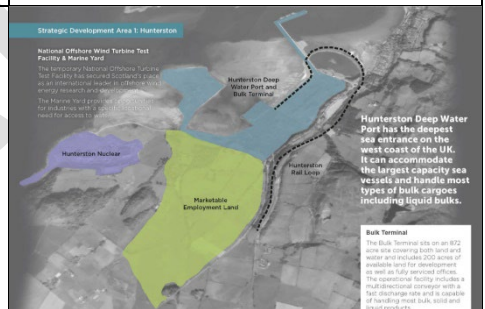 Strategic Development Area 1: Hunterston
National Offshore Wind Turbine Test
Facility & Marine Yard
The temporary National Offshore Turbine
Test Facility has secured Scotland's place
as an international leader in offshore
energy research and
The Marine Yard
for industries with a
need for access to
Hunterston Deep
Water Port and
Bulk Terminal
Hunterston Nuclear
Hunterston
Rail Loop
Marketable
Employment Land
Hunterston Deep Water
Port has the deepest
sea entrance on the
west coast of the UK.
It can accommodate
the largest capacity sea
vessels and handle most
types of bulk cargoes
including liquid bulks.
Bulk Terminal
The Bulk Terminal sits on an 672
acre site covering both land and
water and includes 200 acres of
available land for development
as well as fully serviced offices.
The operational facility includes a
multidirectional conveyor with a
fast discharge rate and is capable
of handling most bulk, solid and
liquid products.